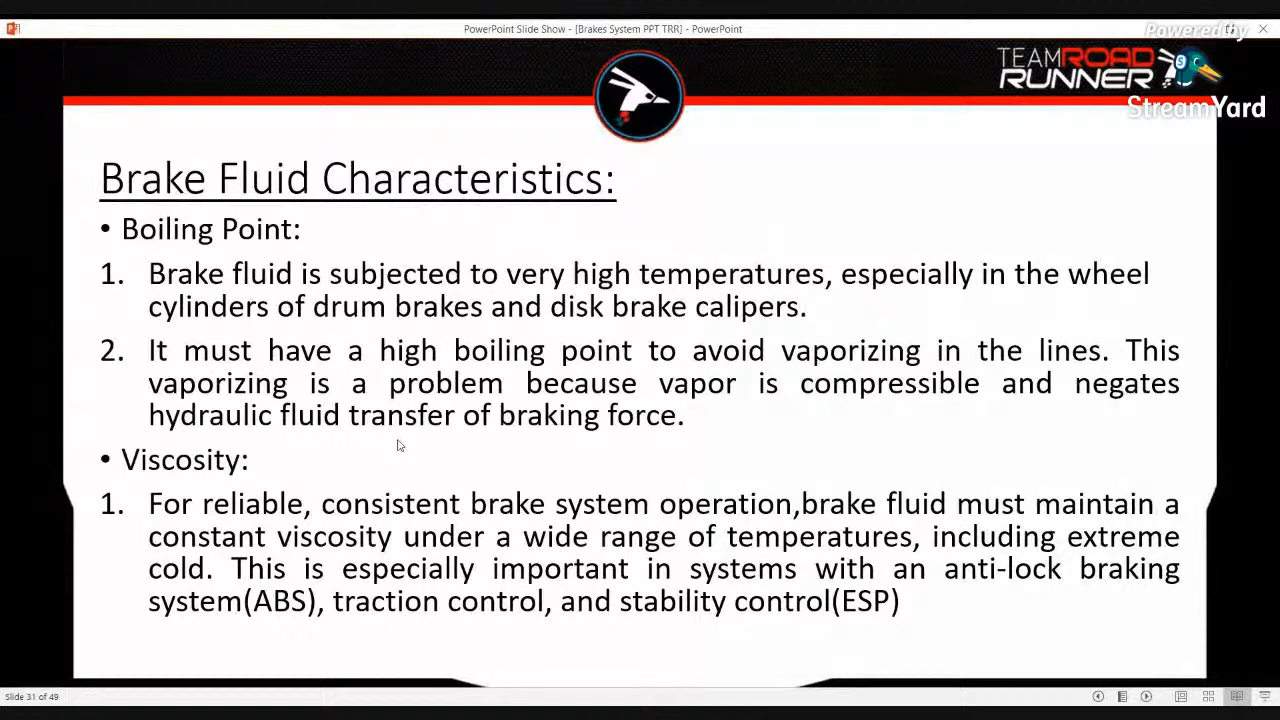 PowerPoint Slide Show - [Brakes System PPT TRR] - PowerPoint
Powered by
TEAMROAD
RUNNER
StreamYard
Brake Fluid Characteristics:
• Boiling Point:
1. Brake fluid is subjected to very high temperatures, especially in the wheel
cylinders of drum brakes and disk brake calipers.
2. It must have a high boiling point to avoid vaporizing in the lines. This
vaporizing is a problem because vapor is compressible and negates
hydraulic fluid transfer of braking force.
• Viscosity:
1. For reliable, consistent brake system operation,brake fluid must maintain a
constant viscosity under a wide range of temperatures, including extreme
cold. This is especially important in systems with an anti-lock braking
system(ABS), traction control, and stability control(ESP)
Slide 31 of 49